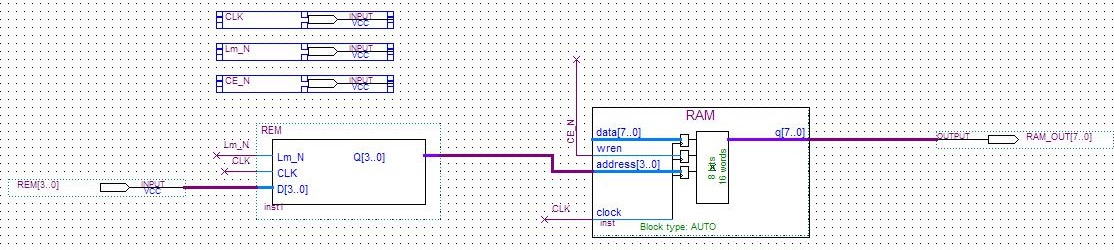 CLK INPUT VCC
Lm_N INPUT VCC
CE_N INPUT VCC
REM
Lm_N
Lm_N Q[3..0]
CLK
CLK
REM[3..0] INPUT VCC
D[3..0]
inst1
CE_N
RAM
data[7..0] q[7..0]
wren
address[3..0]
16 words
CLK
clock
inst
Block type: AUTO
OUTPUT RAM_OUT[7..0]